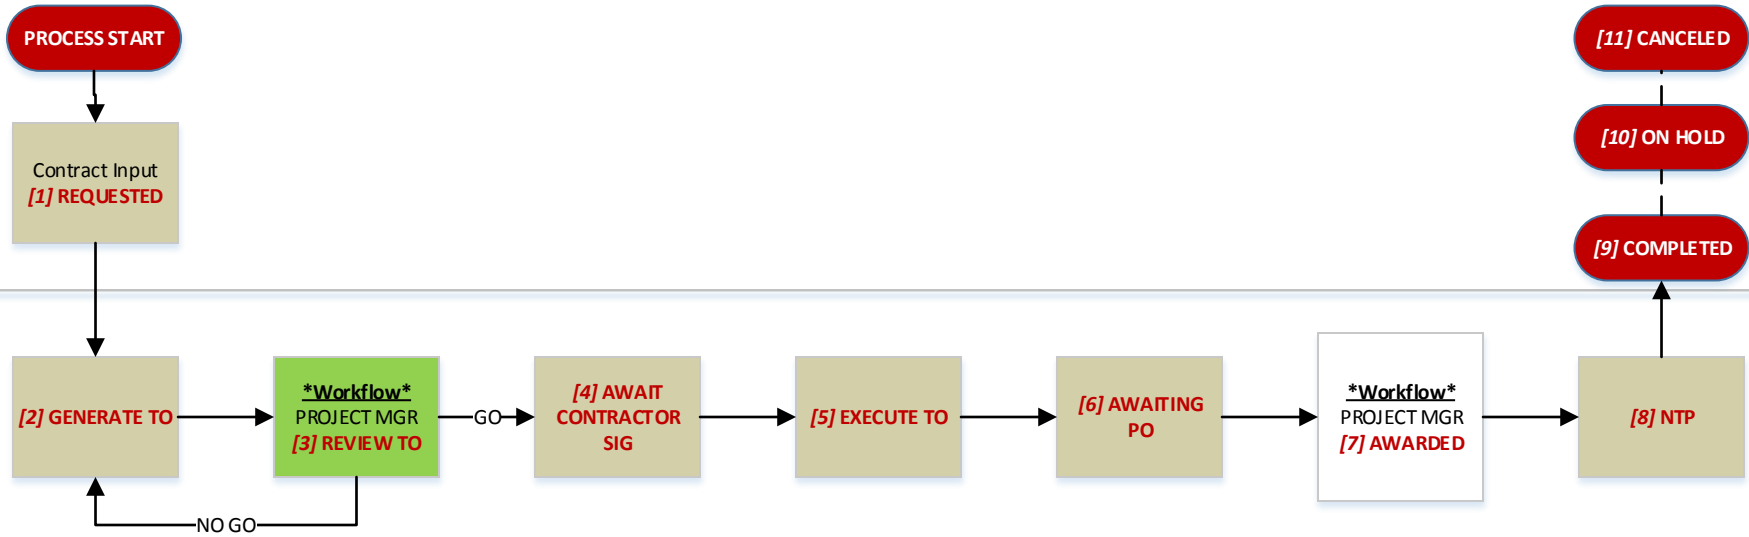 PROCESS START
Contract Input
[1] REQUESTED
[11] CANCELED
[10] ON HOLD
[9] COMPLETED
[2] GENERATE TO
*Workflow*
PROJECT MGR
[3] REVIEW TO
GO
NO GO
[4] AWAIT
CONTRACTOR
SIG
[5] EXECUTE TO
[6] AWAITING
PO
*Workflow*
PROJECT MGR
[7] AWARDED
[8] NTP